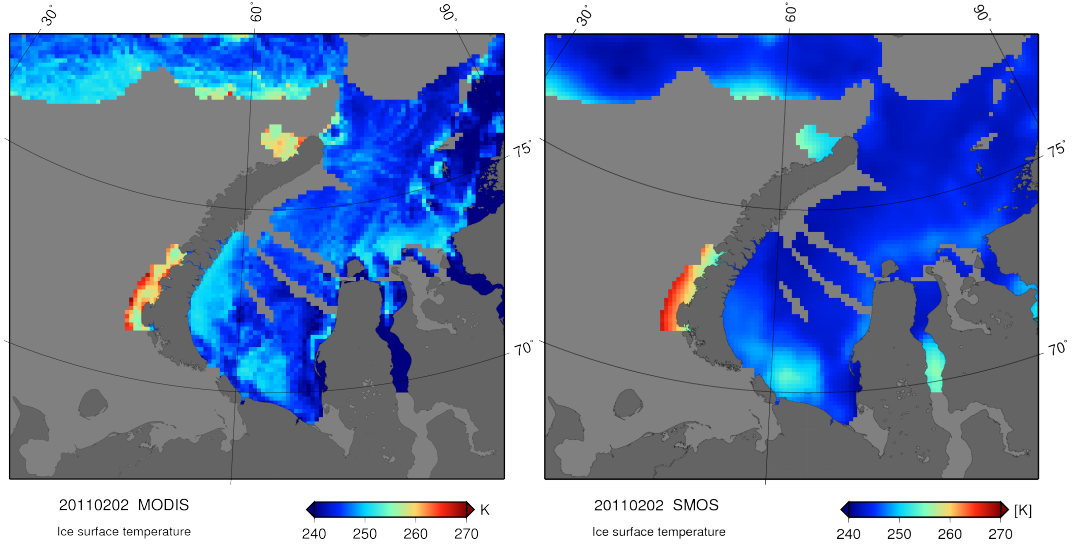 30° 60° 90° 30° 60° 90°
75° 75°
70° 70°
20110202 MODIS 20110202 SMOS
K [K]
Ice surface temperature Ice surface temperature
240 250 260 270 240 250 260 270